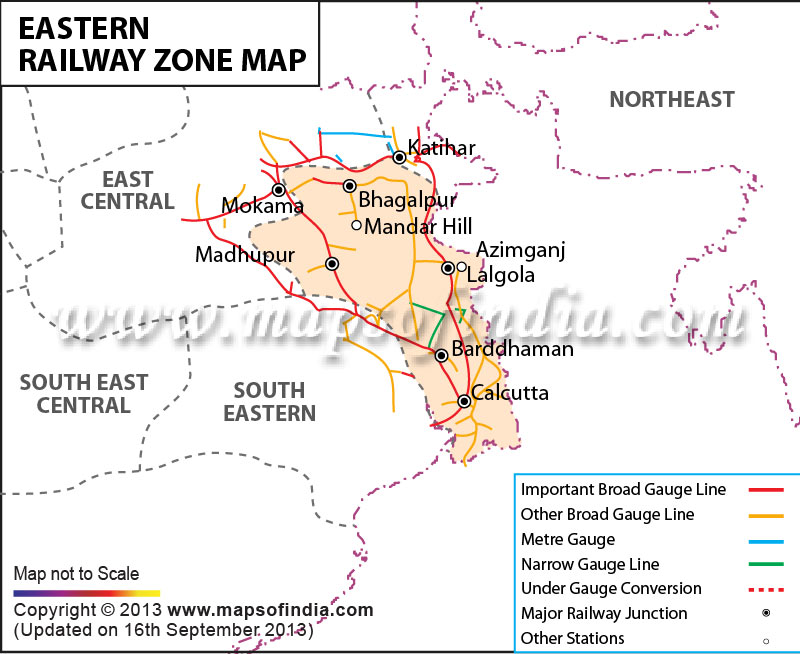 EASTERN
RAILWAY ZONE MAP
NORTHEAST
Katihar
EAST
CENTRAL
Mokama
Bhagalpur
Mandar Hill
Madhupur
Azimganj
Lalgola
www.mapsofindia.com
Barddhaman
SOUTH EAST
CENTRAL
SOUTH
EASTERN
Calcutta
Important Broad Gauge Line
Other Broad Gauge Line
Metre Gauge
Narrow Gauge Line
Under Gauge Conversion
Major Railway Junction
Other Stations
Map not to Scale
Copyright © 2013 www.mapsofindia.com
(Updated on 16th September 2013)